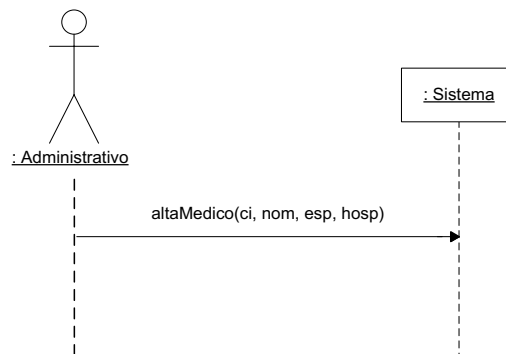 : Sistema
: Administrativo
altaMedico(ci, nom, esp, hosp)